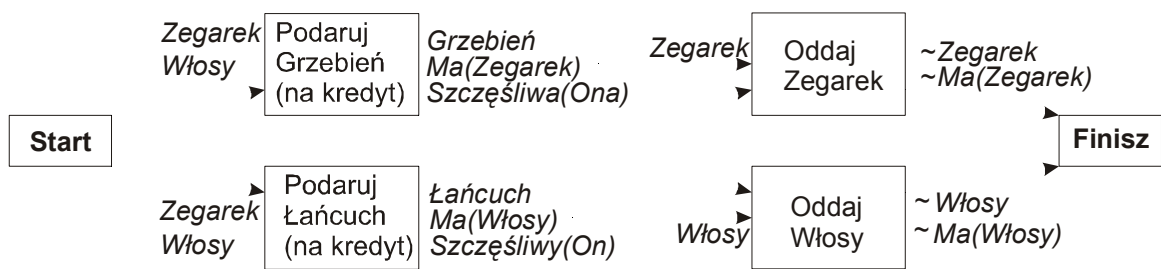 Start
Zegarek
Włosy
Podaruj
Grzebień
(na kredyt)
Grzebień
Ma(Zegarek)
Szczęśliwa(Ona)
Zegarek
Oddaj
Zegarek
~Zegarek
~Ma(Zegarek)
Zegarek
Włosy
Podaruj
Łańcuch
(na kredyt)
Łańcuch
Ma(Włosy)
Szczęśliwy(On)
Włosy
Oddaj
Włosy
~Włosy
~Ma(Włosy)
Finisz